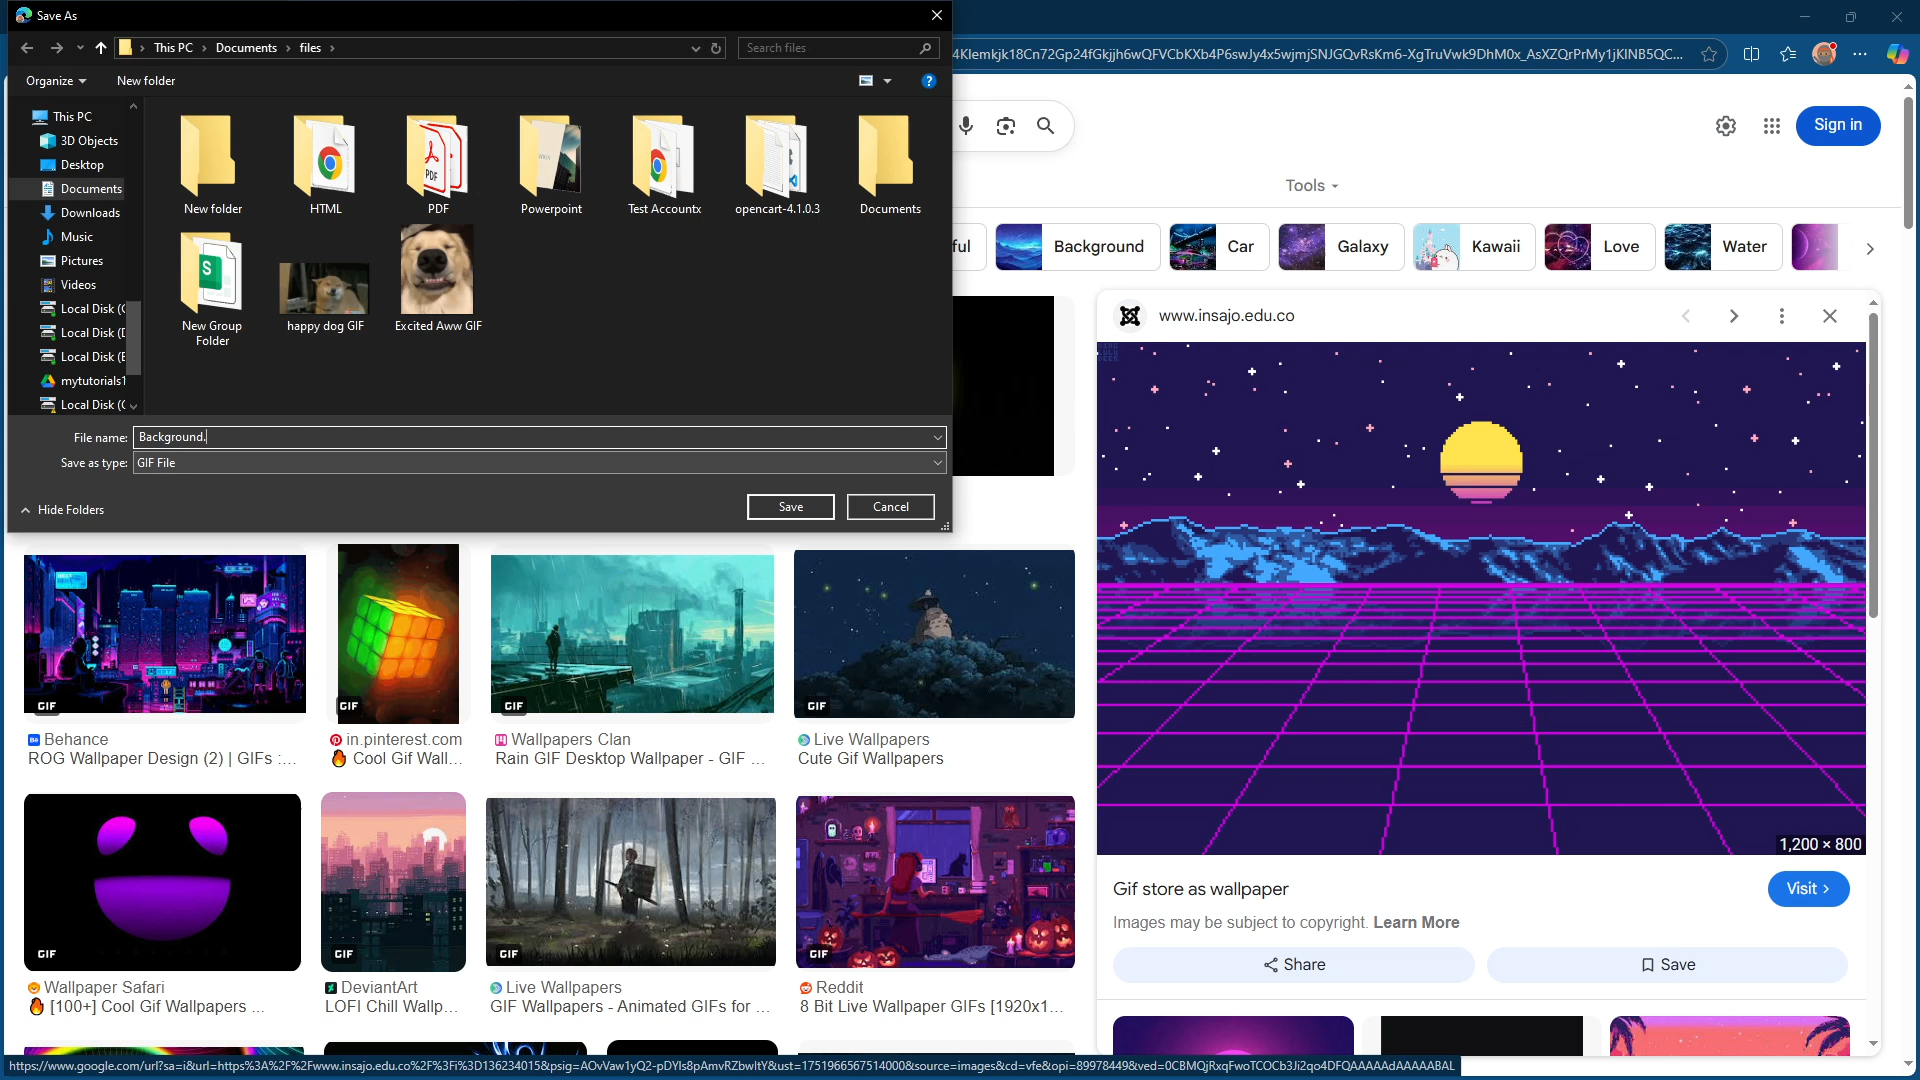 Save As
This PC
Documents
files
Search files
Organize
New folder
This PC
3D Objects
Desktop
Documents
Downloads
Music
Pictures
Videos
Local Disk (
Local Disk (
Local Disk (
mytutorials1
Local Disk (
New folder
HTML
PDF
Powerpoint
Test Accountx
opencart-4.1.0.3
Documents
New Group
Folder
happy dog GIF
Excited Aww GIF
File name: Background.
Save as type: GIF File
Hide Folders
Save
Cancel
Sign in
Tools
ful
Background
Car
Galaxy
Kawaii
Love
Water
www.insajo.edu.co
1,200 × 800
Gif store as wallpaper
Visit
Images may be subject to copyright. Learn More
Share
Save
GIF
GIF
GIF
GIF
Behance
ROG Wallpaper Design (2) | GIFs :...
in.pinterest.com
Cool Gif Wall...
Wallpapers Clan
Rain GIF Desktop Wallpaper - GIF ...
Live Wallpapers
Cute Gif Wallpapers
GIF
GIF
GIF
GIF
Wallpaper Safari
[100+] Cool Gif Wallpapers ...
DeviantArt
LOFI Chill Wallp...
Live Wallpapers
GIF Wallpapers - Animated GIFs for ...
Reddit
8 Bit Live Wallpaper GIFs [1920x1...